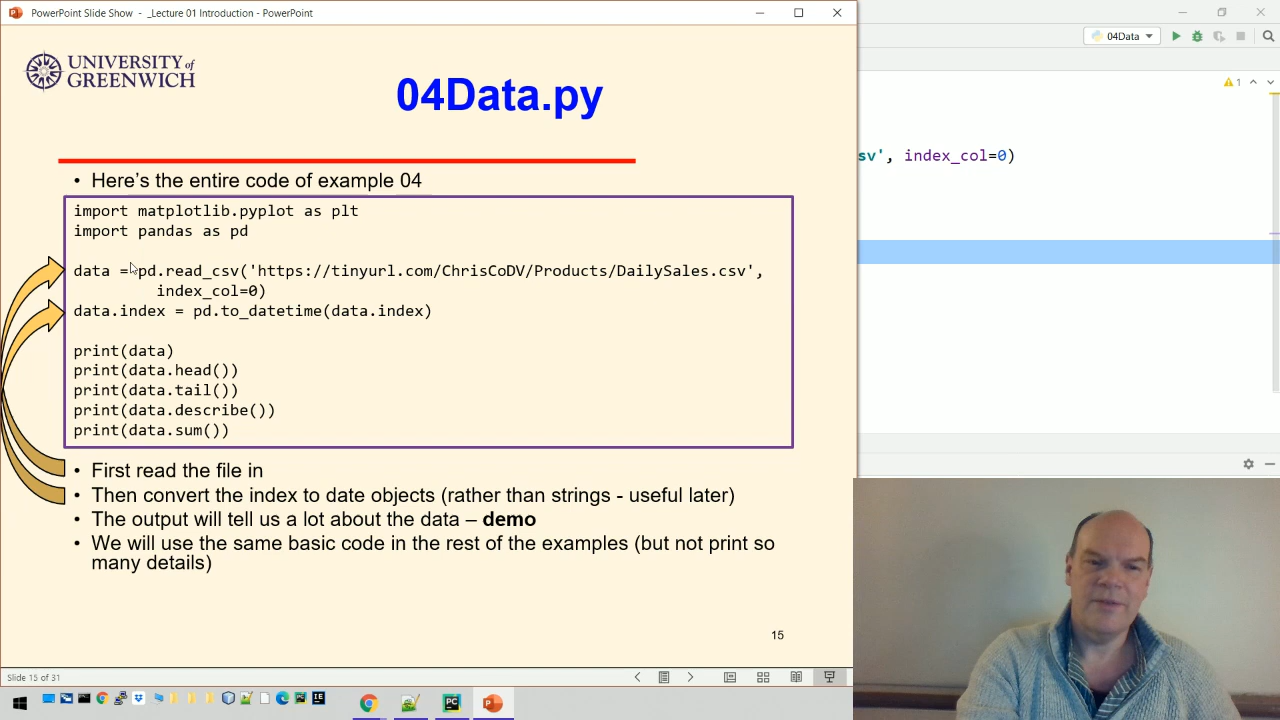 PowerPoint Slide Show - _Lecture 01 Introduction - PowerPoint
UNIVERSITY of
GREENWICH
04Data.py
• Here's the entire code of example 04
import matplotlib.pyplot as plt
import pandas as pd
data = pd.read_csv('https://tinyurl.com/ChrisCoDV/Products/DailySales.csv',
index_col=0)
data.index = pd.to_datetime(data.index)
print(data)
print(data.head())
print(data.tail())
print(data.describe())
print(data.sum())
• First read the file in
• Then convert the index to date objects (rather than strings - useful later)
• The output will tell us a lot about the data – demo
• We will use the same basic code in the rest of the examples (but not print so
many details)
15
Slide 15 of 31
04Data
1
sv', index_col=0)
PC
P
IE